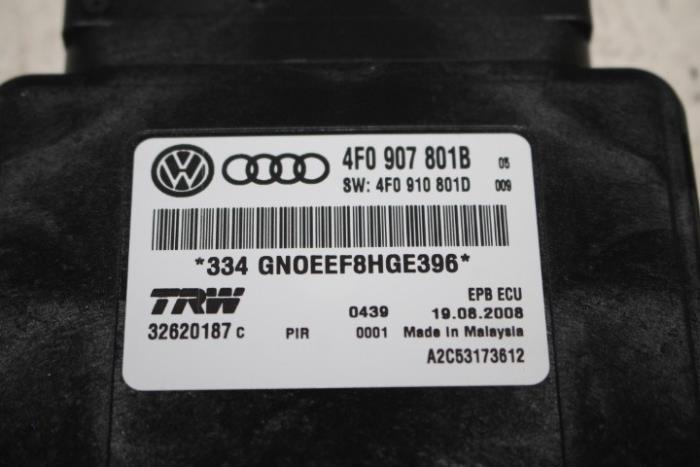 4F0 907 801B 05
SW: 4F0 910 801D 009
*334 GNOEEF8HGE396*
TRW EPB ECU
0439 19.08.2008
32620187 C PIR 0001 Made in Malaysia
A2C53173612